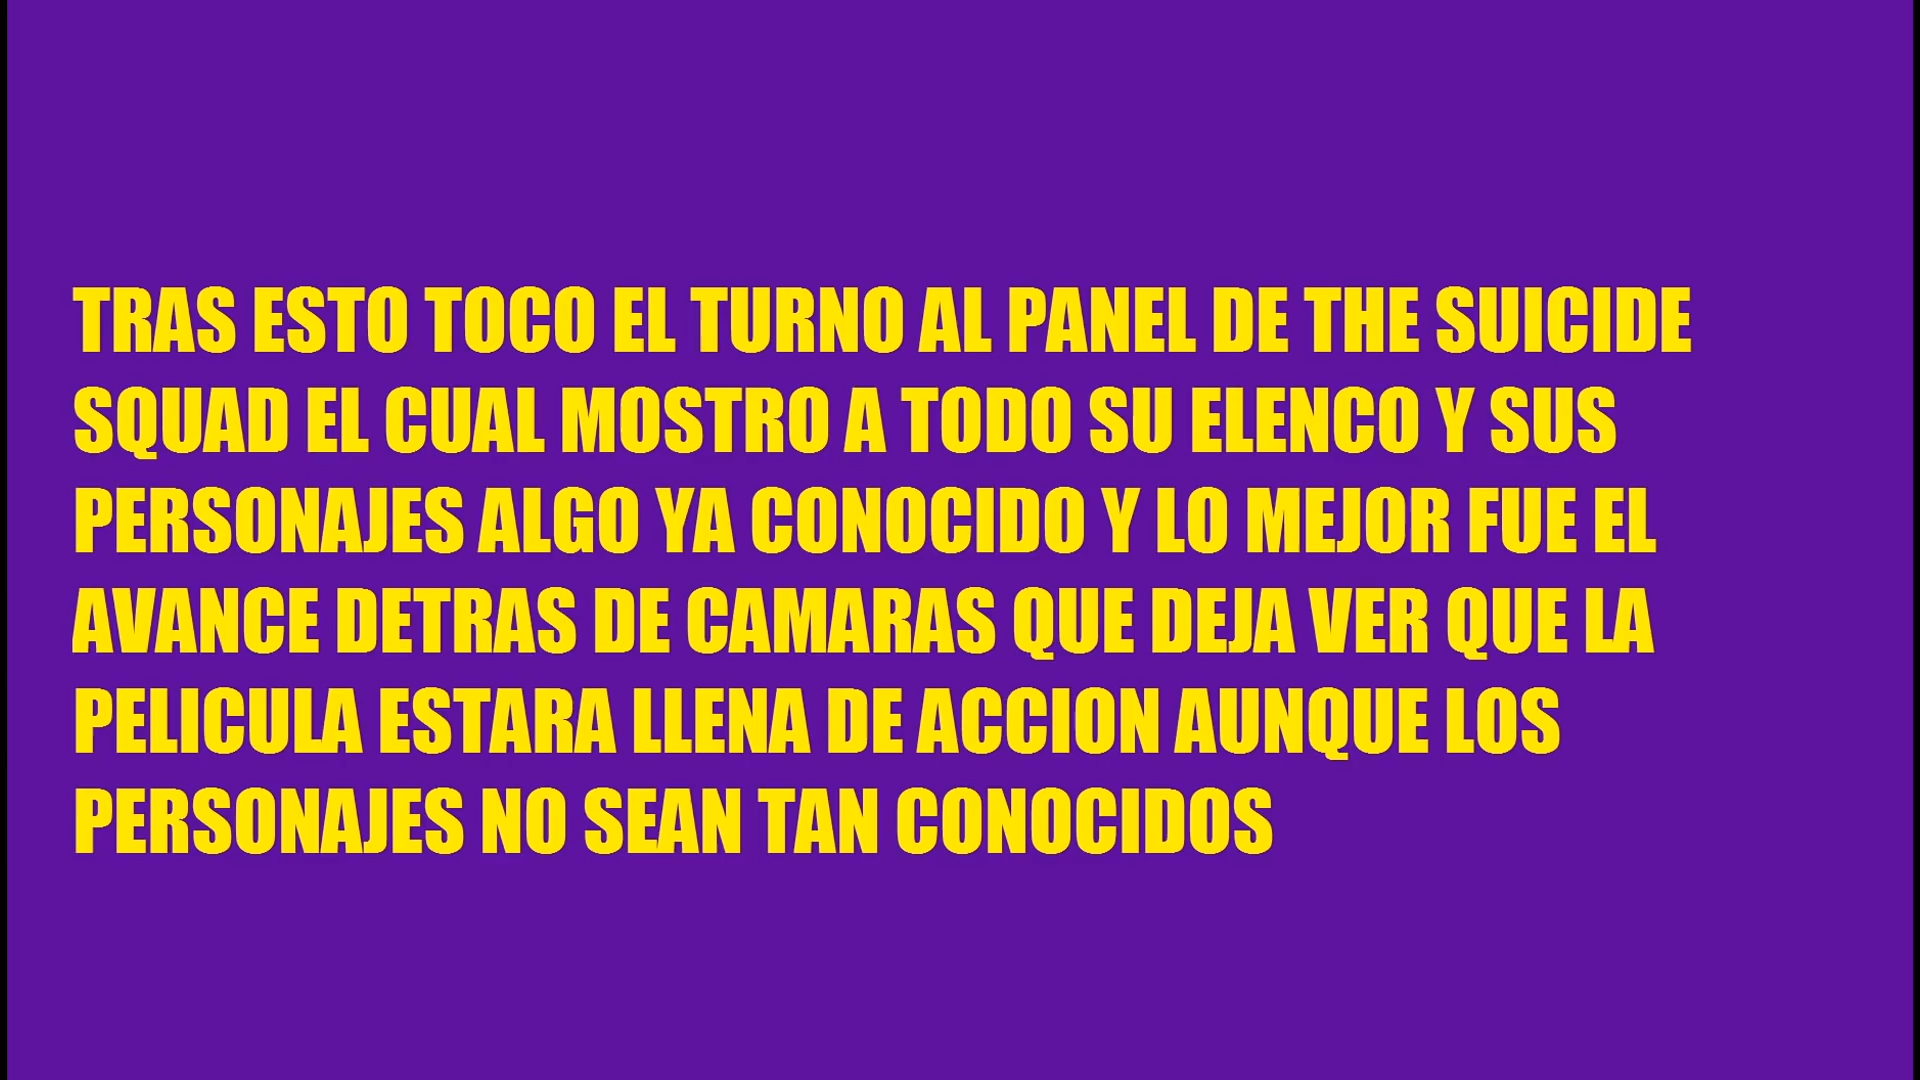 TRAS ESTO TOCO EL TURNO AL PANEL DE THE SUICIDE
SQUAD EL CUAL MOSTRO A TODO SU ELENCO Y SUS
PERSONAJES ALGO YA CONOCIDO Y LO MEJOR FUE EL
AVANCE DETRAS DE CAMARAS QUE DEJA VER QUE LA
PELICULA ESTARA LLENA DE ACCION AUNQUE LOS
PERSONAJES NO SEAN TAN CONOCIDOS